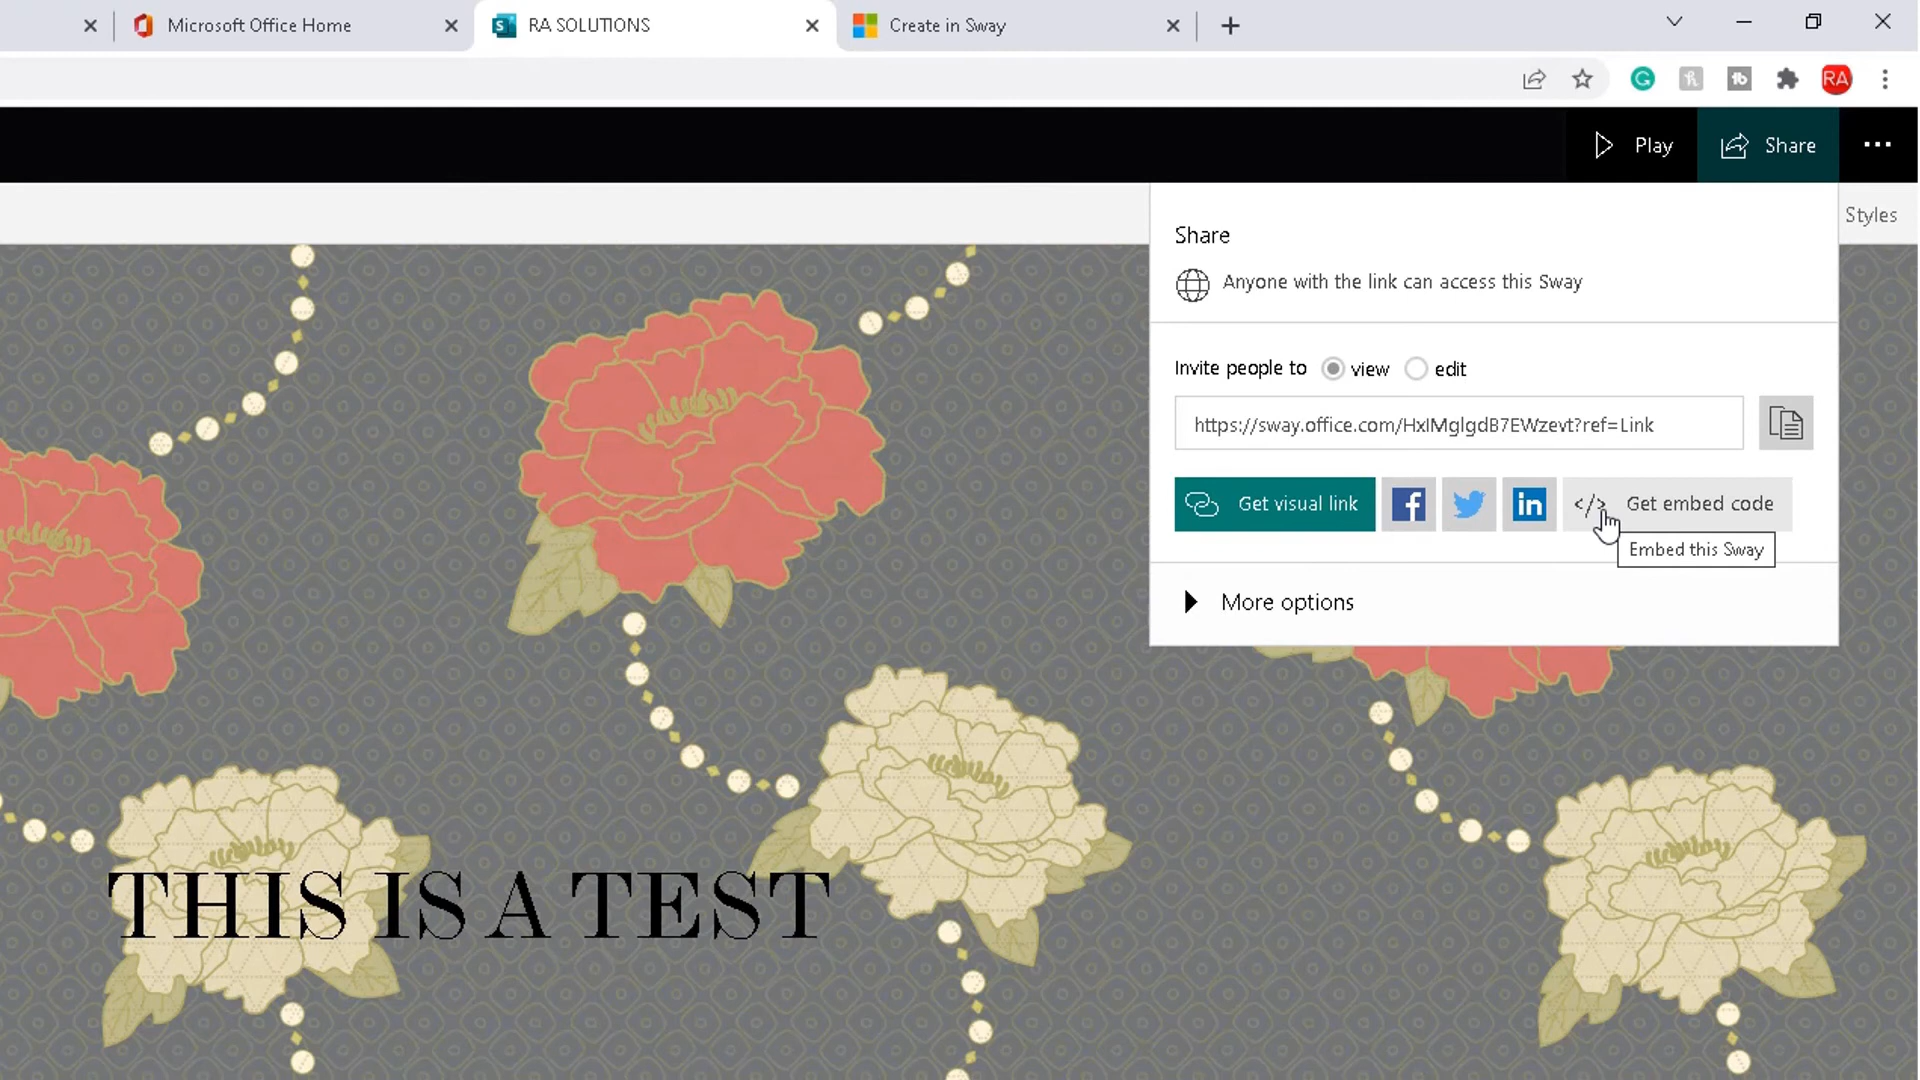 Microsoft Office Home
RA SOLUTIONS
Create in Sway
RA
Play
Share
Styles
Share
Anyone with the link can access this Sway
Invite people to view edit
https://sway.office.com/HxIMglgdB7EWzevt?ref=Link
Get visual link
Get embed code
Embed this Sway
More options
THIS IS A TEST